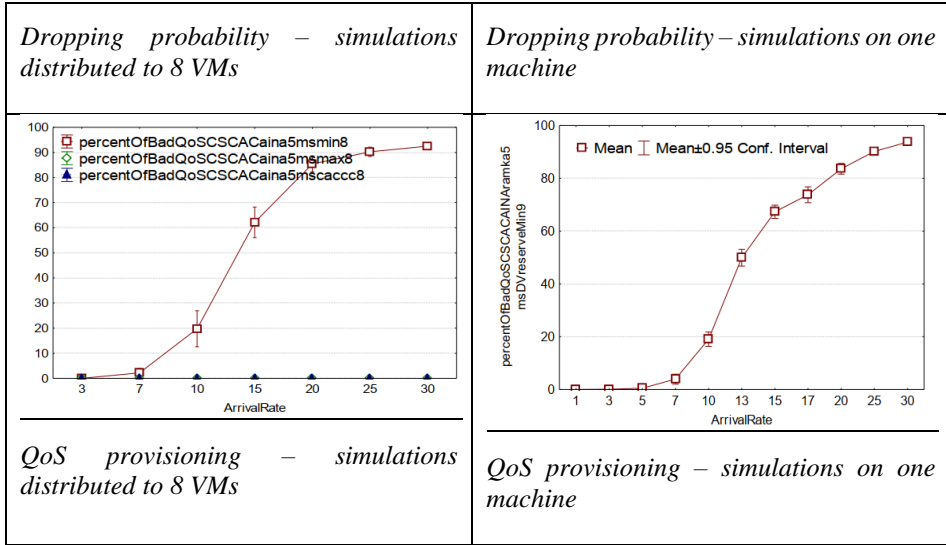 Dropping probability – simulations
distributed to 8 VMs
Dropping probability – simulations on one
machine
percentOfBadQoSCSCACaina5msmin8
percentOfBadQoSCSCACaina5msmax8
percentOfBadQoSCSCACaina5mscaccc8
100
90
80
70
60
50
40
30
20
10
0
3 7 10 15 20 25 30
ArrivalRate
Mean Mean±0.95 Conf. Interval
percentOfBadQoSCSCACAINAramka5
msDVreserveMin9
100
80
60
40
20
0
1 3 5 7 10 13 15 17 20 25 30
ArrivalRate
QoS provisioning – simulations
distributed to 8 VMs
QoS provisioning – simulations on one
machine